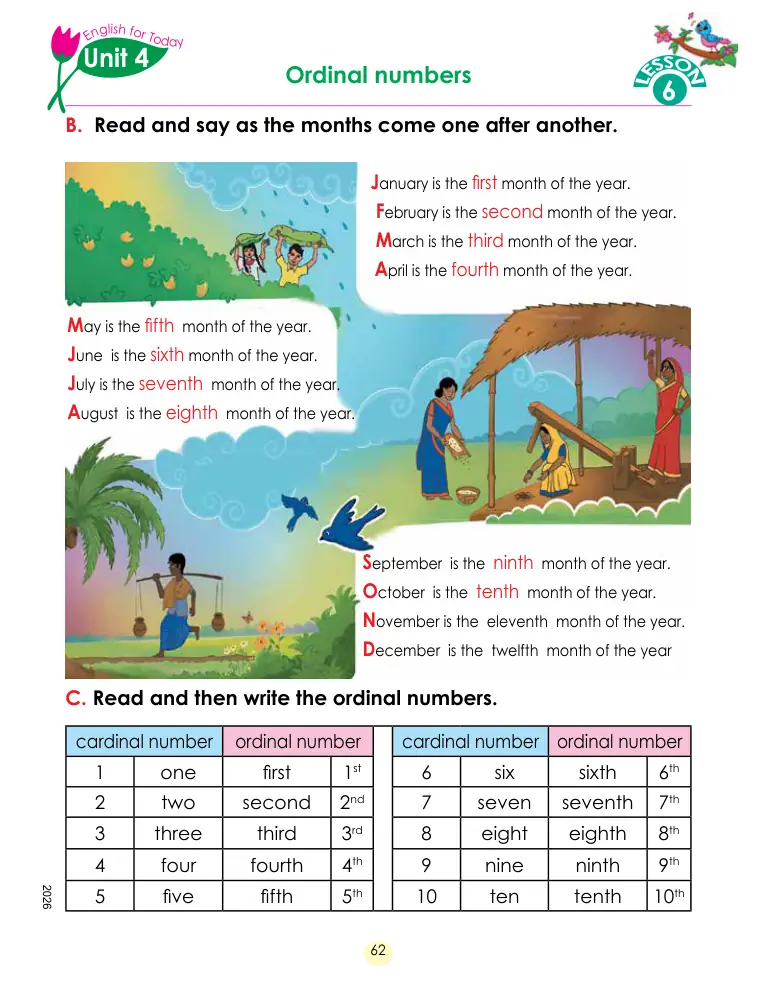 English for Today
Unit 4
Ordinal numbers
LESSON
6
B. Read and say as the months come one after another.
January is the first month of the year.
February is the second month of the year.
March is the third month of the year.
April is the fourth month of the year.
May is the fifth month of the year.
June is the sixth month of the year.
July is the seventh month of the year.
August is the eighth month of the year.
September is the ninth month of the year.
October is the tenth month of the year.
November is the eleventh month of the year.
December is the twelfth month of the year
C. Read and then write the ordinal numbers.
cardinal number ordinal number cardinal number ordinal number
1 one first 1st 6 six sixth 6th
2 two second 2nd 7 seven seventh 7th
3 three third 3rd 8 eight eighth 8th
4 four fourth 4th 9 nine ninth 9th
5 five fifth 5th 10 ten tenth 10th
2026
62